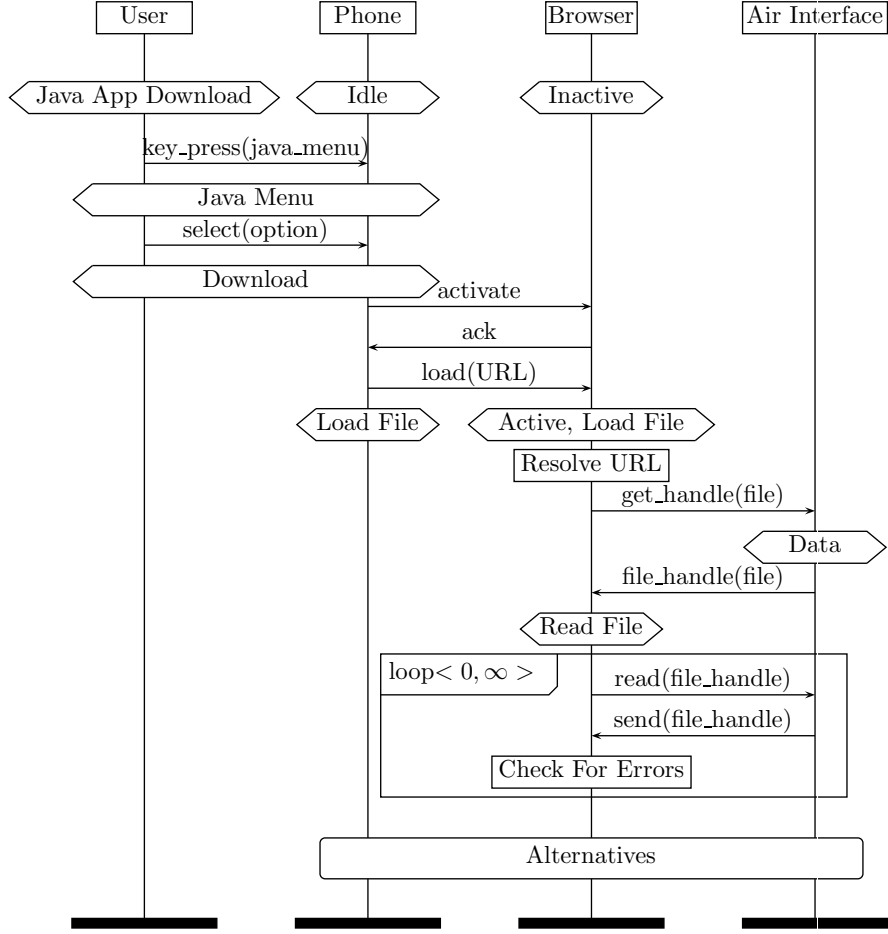 User Phone Browser Air Interface
Java App Download Idle Inactive
key_press(java_menu)
Java Menu
select(option)
Download
activate
ack
load(URL)
Load File Active, Load File
Resolve URL
get_handle(file)
Data
file_handle(file)
Read File
loop< 0, ∞ >
read(file_handle)
send(file_handle)
Check For Errors
Alternatives